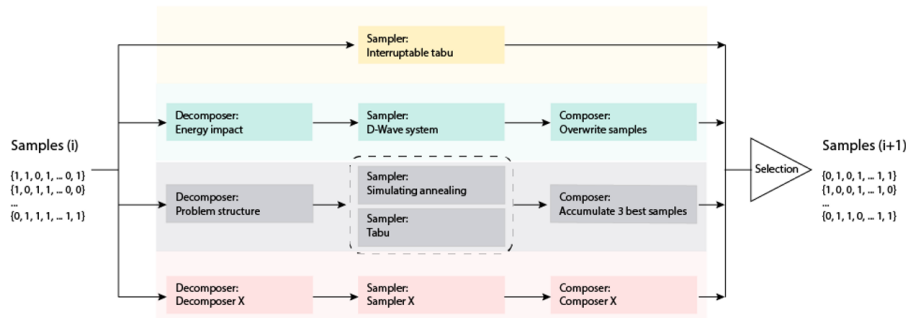 Sampler:
Interruptable tabu
Decomposer:
Energy impact
Sampler:
D-Wave system
Composer:
Overwrite samples
Samples (i)
{1, 1, 0, 1, ... 0, 1}
{1, 0, 1, 1, ... 0, 0}
...
{0, 1, 1, 1, ... 1, 1}
Decomposer:
Problem structure
Sampler:
Simulating annealing
Sampler:
Tabu
Composer:
Accumulate 3 best samples
Selection
Samples (i+1)
{0, 1, 0, 1, ... 1, 1}
{1, 0, 0, 1, ... 1, 0}
...
{0, 1, 1, 0, ... 1, 1}
Decomposer:
Decomposer X
Sampler:
Sampler X
Composer:
Composer X